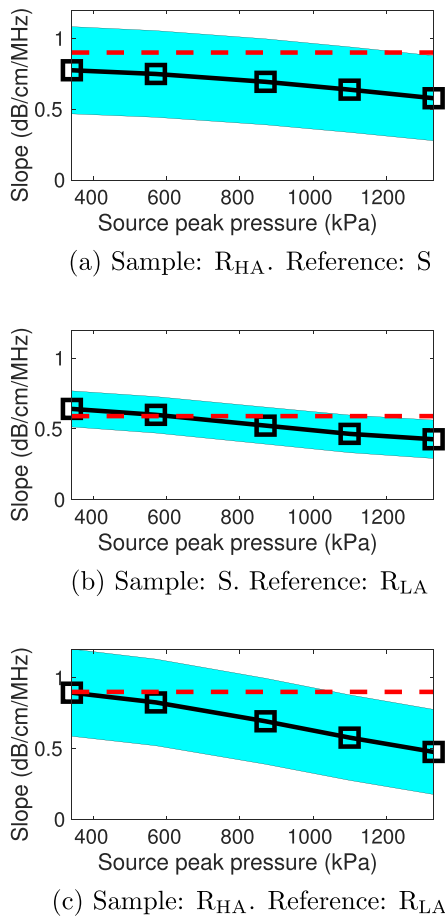 1
0.5
0
Slope (dB/cm/MHz)
400 600 800 1000 1200
Source peak pressure (kPa)
(a) Sample: R_HA. Reference: S
1
0.5
0
Slope (dB/cm/MHz)
400 600 800 1000 1200
Source peak pressure (kPa)
(b) Sample: S. Reference: R_LA
1
0.5
0
Slope (dB/cm/MHz)
400 600 800 1000 1200
Source peak pressure (kPa)
(c) Sample: R_HA. Reference: R_LA